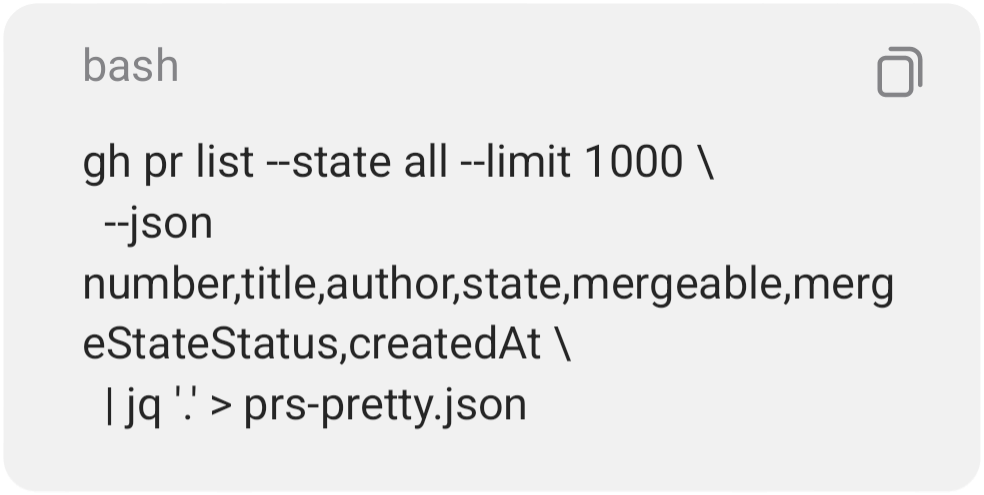 bash
gh pr list --state all --limit 1000 \
--json
number,title,author,state,mergeable,merg
eStateStatus,createdAt \
| jq '.' > prs-pretty.json